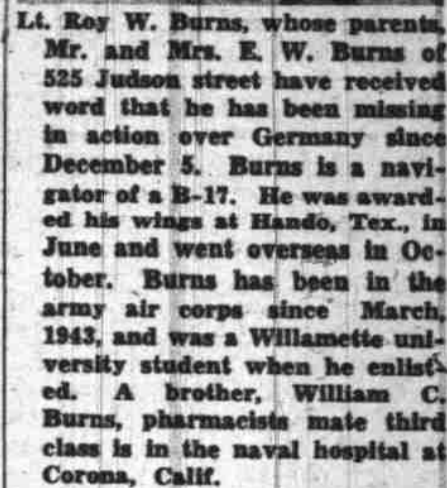 Lt. Roy W. Burns, whose parents,
Mr. and Mrs. E. W. Burns of
525 Judson street have received
word that he has been missing
in action over Germany since
December 5. Burns is a navi-
gator of a B-17. He was award-
ed his wings at Hando, Tex., in
June and went overseas in Oc-
tober. Burns has been in the
army air corps since March,
1943, and was a Willamette uni-
versity student when he enlist-
ed. A brother, William C.
Burns, pharmacists mate third
class is in the naval hospital at
Corona, Calif.